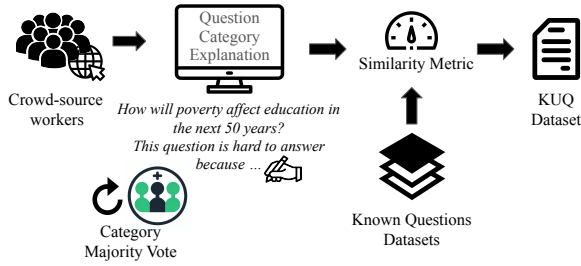 Question
Category
Explanation
Crowd-source
workers
How will poverty affect education in
the next 50 years?
This question is hard to answer
because ...
Category
Majority Vote
Similarity Metric
Known Questions
Datasets
KUQ
Dataset